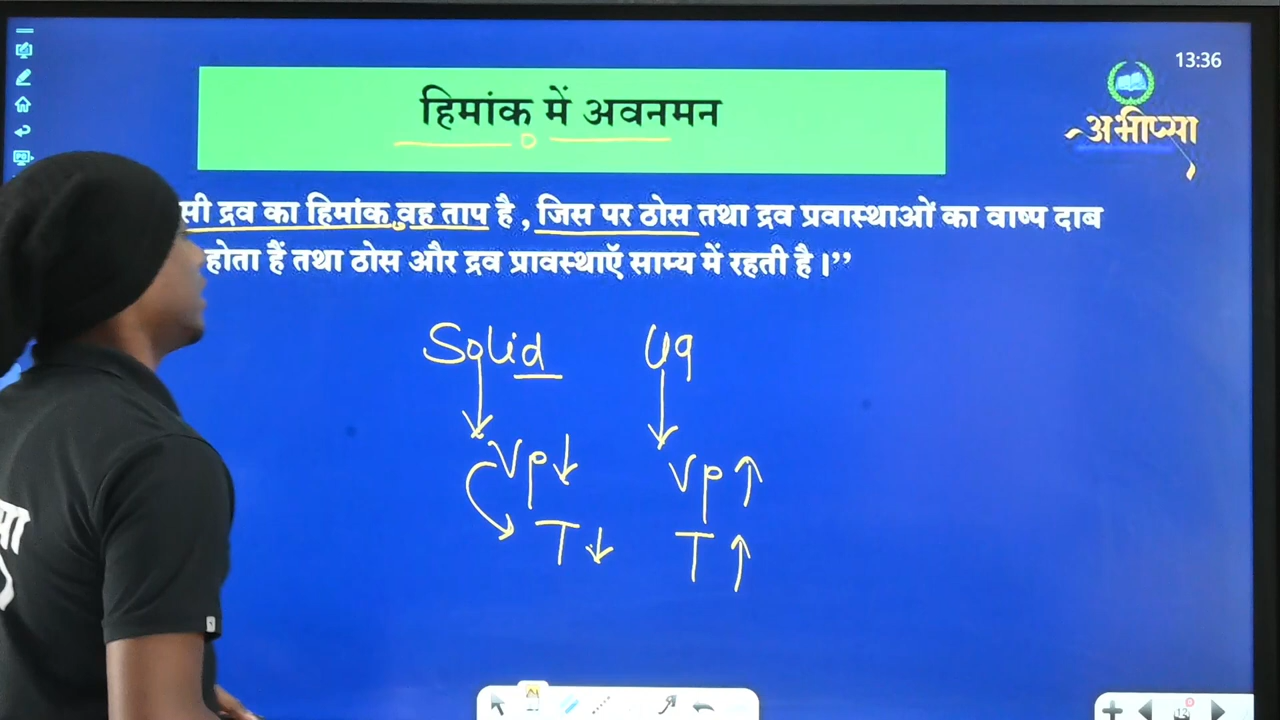 13:36
हिमांक में अवनमन
अभीप्सा
सी द्रव का हिमांक वह ताप है , जिस पर ठोस तथा द्रव प्रवास्थाओं का वाष्प दाब
होता हैं तथा ठोस और द्रव प्रावस्थाएँ साम्य में रहती है ।”
Solid liq
Vp↓ Vp↑
T↓ T↑
12